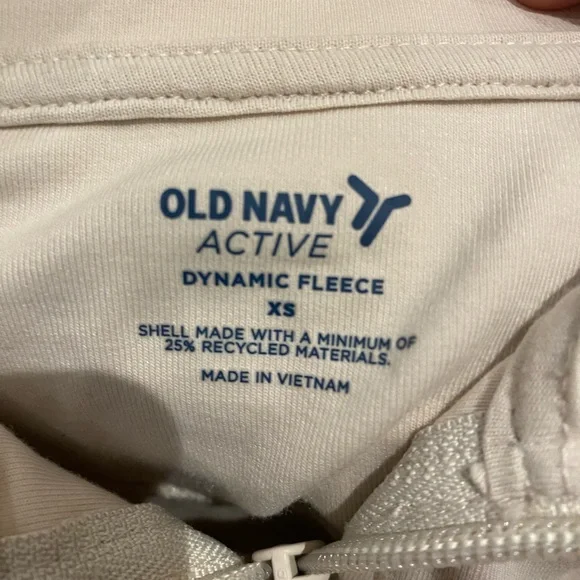 OLD NAVY
ACTIVE
DYNAMIC FLEECE
XS
SHELL MADE WITH A MINIMUM OF
25% RECYCLED MATERIALS.
MADE IN VIETNAM